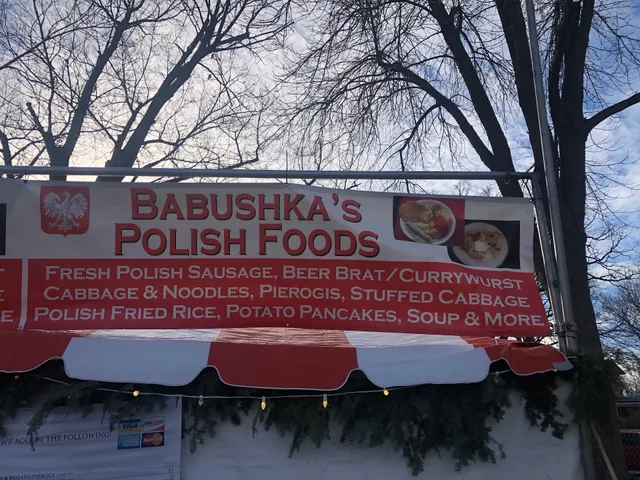 BABUSHKA'S
POLISH FOODS
FRESH POLISH SAUSAGE, BEER BRAT/CURRYWURST
CABBAGE & NOODLES, PIEROGIS, STUFFED CABBAGE
POLISH FRIED RICE, POTATO PANCAKES, SOUP & MORE
WE ACCEPT THE FOLLOWING:
VISA